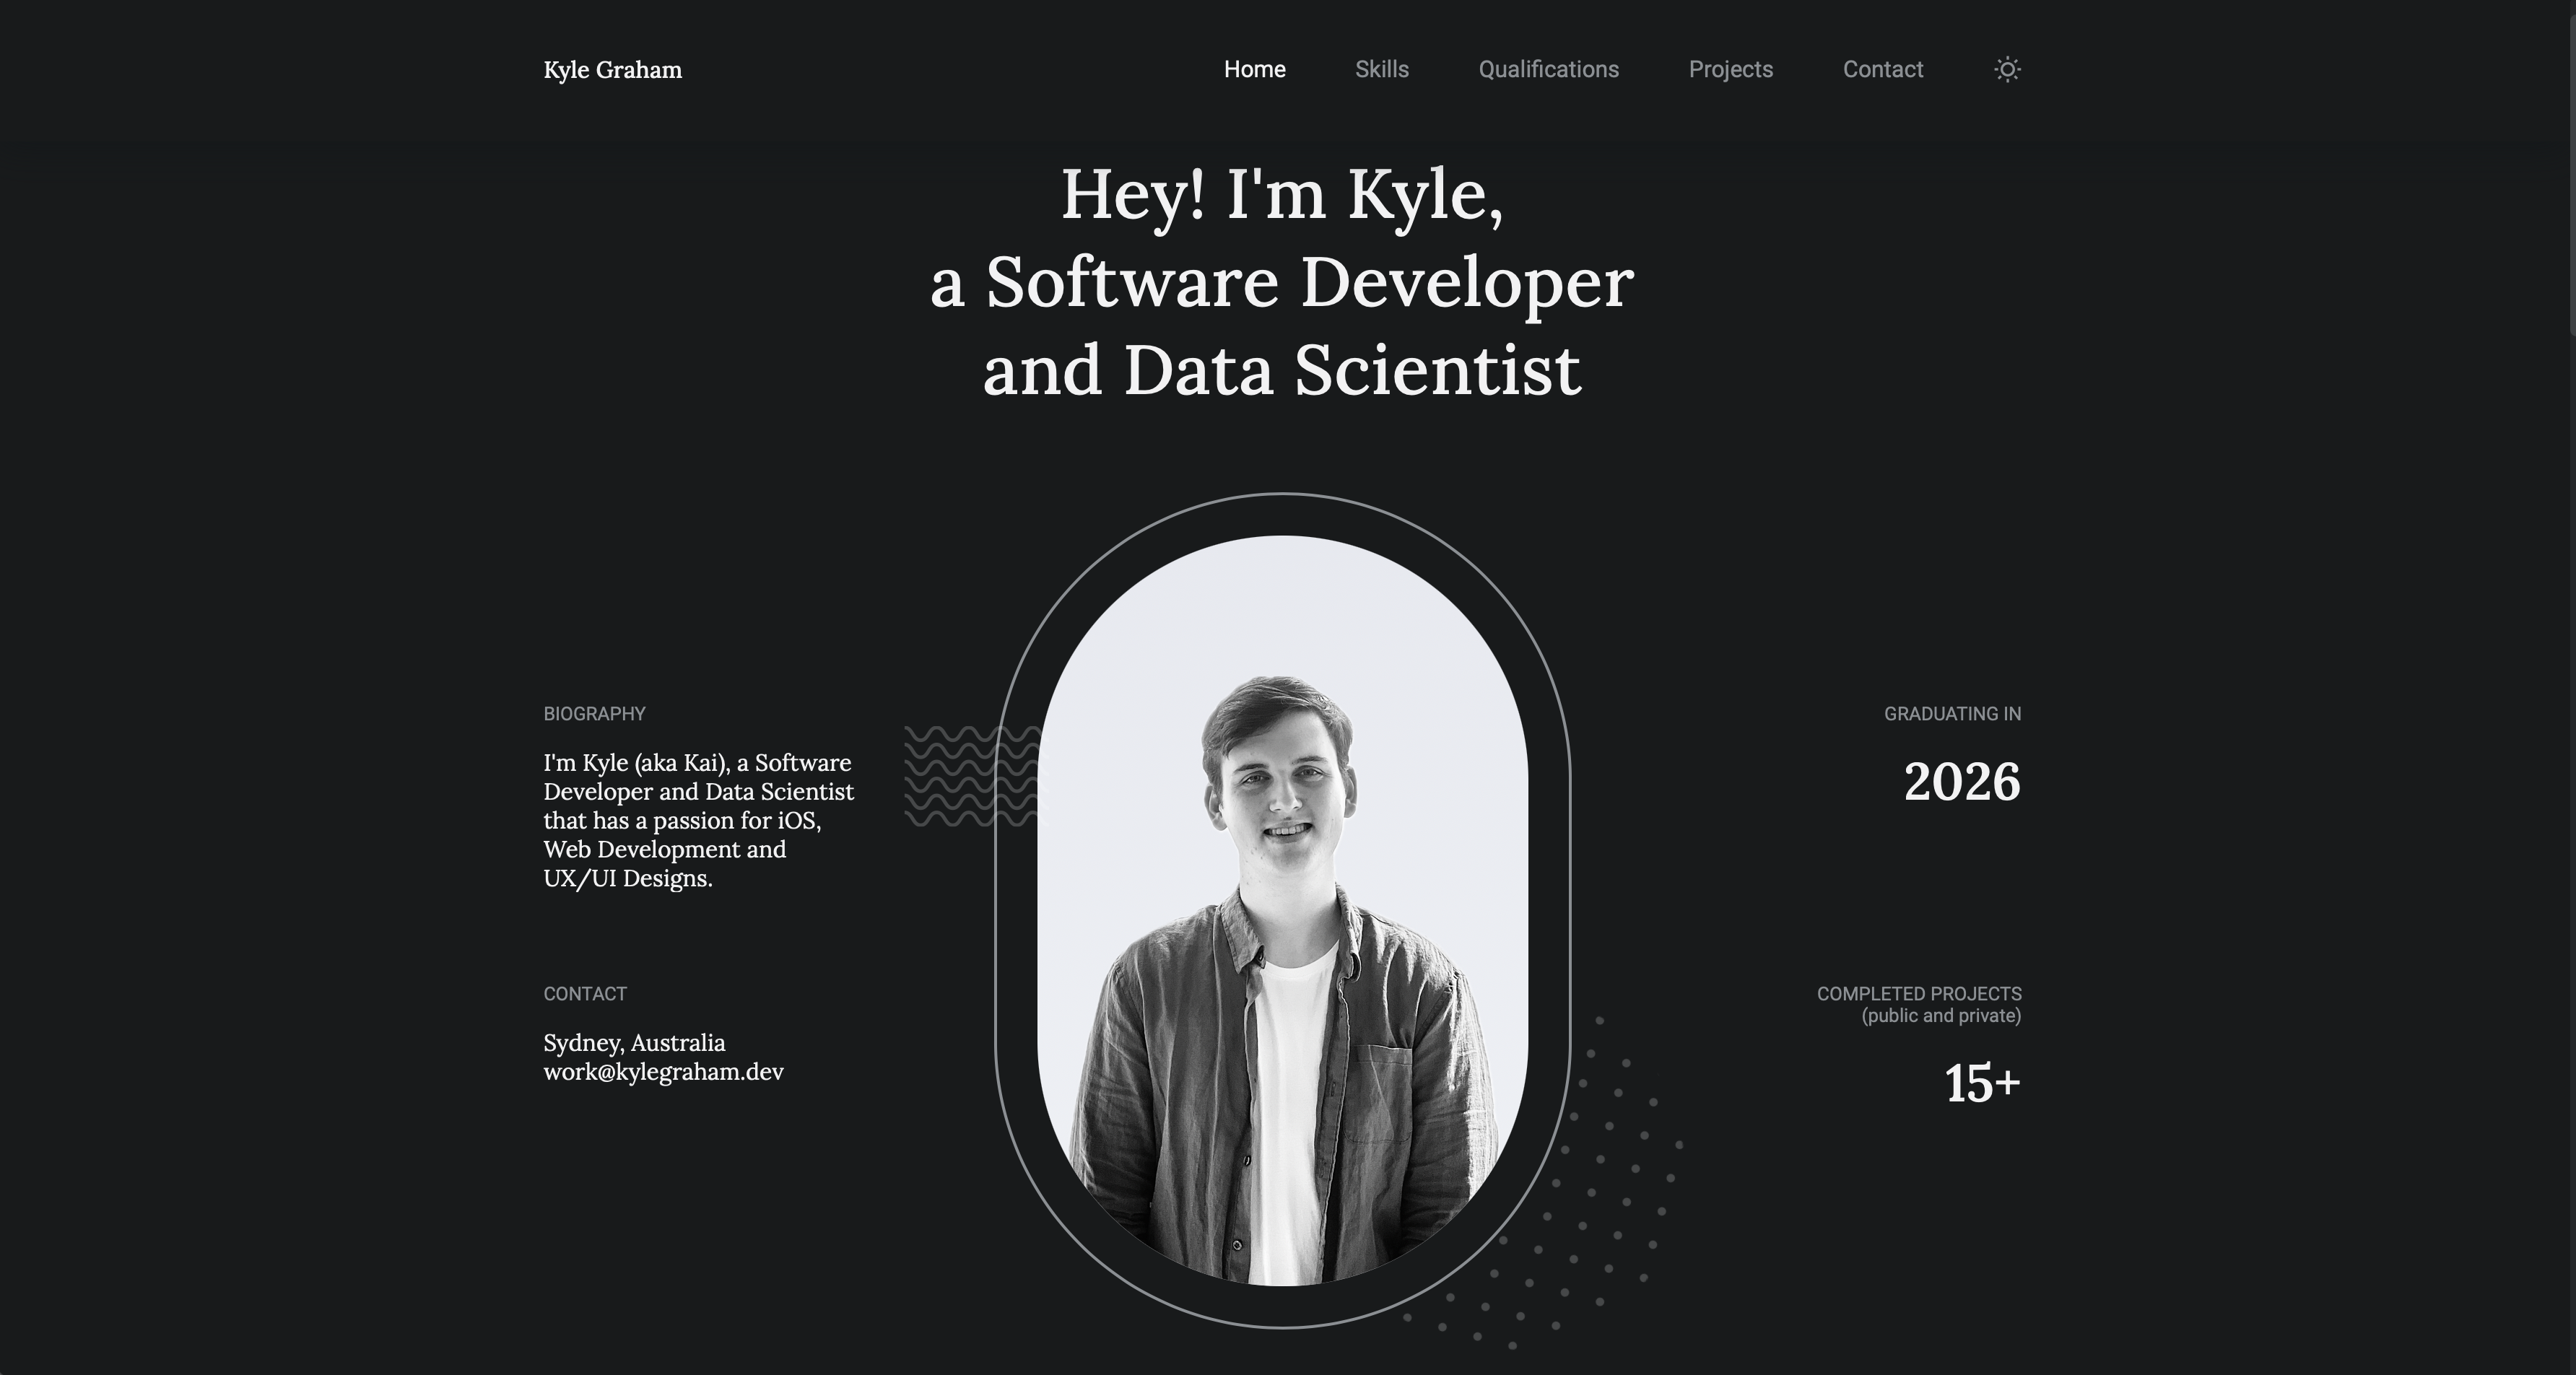 Kyle Graham
Home
Skills
Qualifications
Projects
Contact
Hey! I'm Kyle,
a Software Developer
and Data Scientist
BIOGRAPHY
I'm Kyle (aka Kai), a Software
Developer and Data Scientist
that has a passion for iOS,
Web Development and
UX/UI Designs.
CONTACT
Sydney, Australia
work@kylegraham.dev
GRADUATING IN
2026
COMPLETED PROJECTS
(public and private)
15+